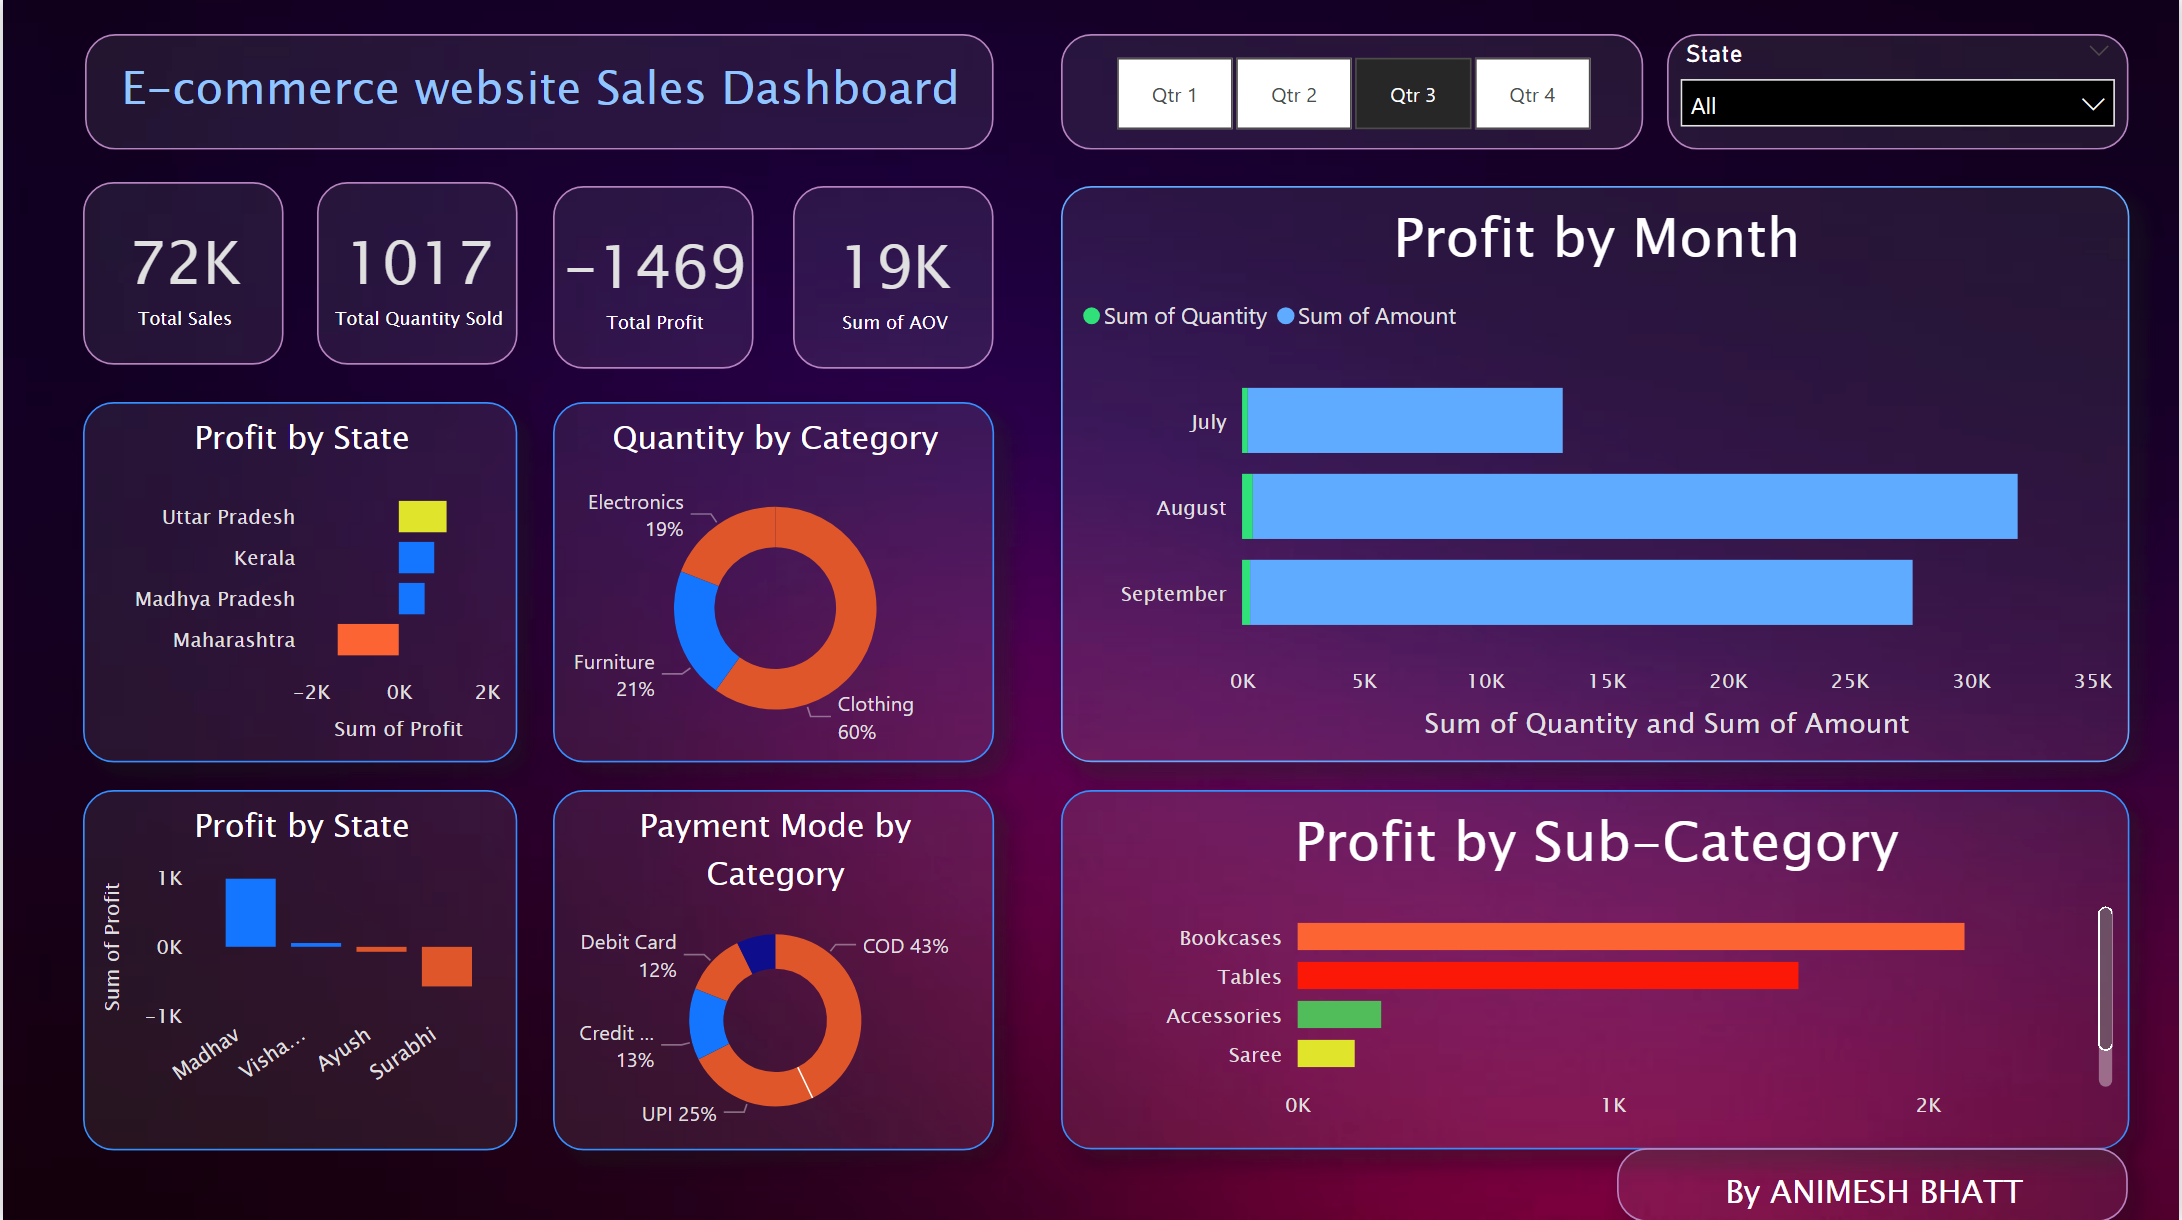 E-commerce website Sales Dashboard
Qtr 1
Qtr 2
Qtr 3
Qtr 4
State
All
72K
Total Sales
1017
Total Quantity Sold
-1469
Total Profit
19K
Sum of AOV
Profit by Month
Sum of Quantity
Sum of Amount
July
August
September
0K 5K 10K 15K 20K 25K 30K 35K
Sum of Quantity and Sum of Amount
Profit by State
Uttar Pradesh
Kerala
Madhya Pradesh
Maharashtra
-2K 0K 2K
Sum of Profit
Quantity by Category
Electronics
19%
Furniture
21%
Clothing
60%
Profit by State
Sum of Profit
1K
0K
-1K
Madhav
Visha...
Ayush
Surabhi
Payment Mode by
Category
Debit Card
12%
COD 43%
Credit ...
13%
UPI 25%
Profit by Sub-Category
Bookcases
Tables
Accessories
Saree
0K 1K 2K
By ANIMESH BHATT